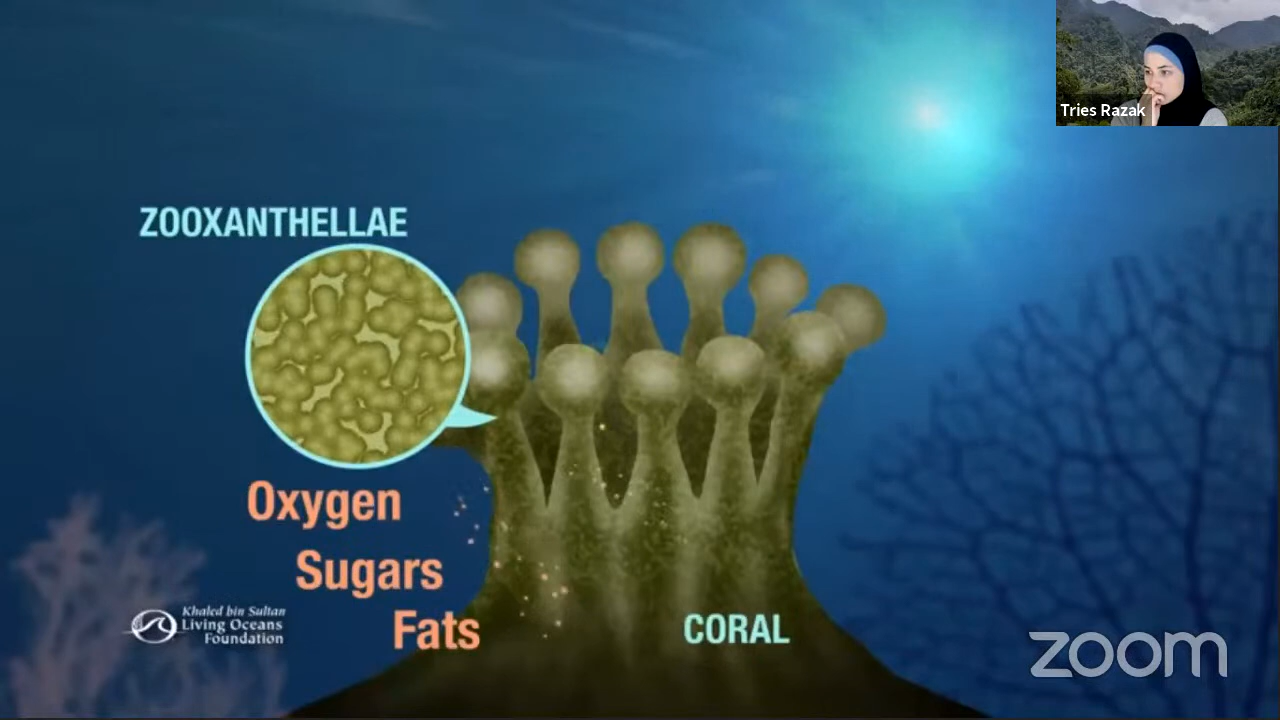 Tries Razak
ZOOXANTHELLAE
Oxygen
Sugars
Fats
CORAL
Khaled bin Sultan
Living Oceans
Foundation
zoom